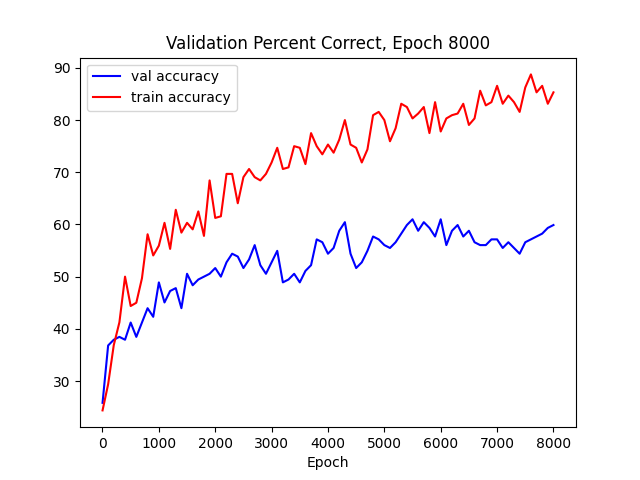 Validation Percent Correct, Epoch 8000
val accuracy
train accuracy
90
80
70
60
50
40
30
0 1000 2000 3000 4000 5000 6000 7000 8000
Epoch